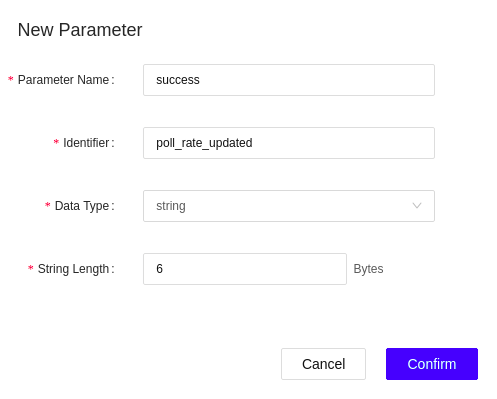 New Parameter
* Parameter Name : success
* Identifier : poll_rate_updated
* Data Type : string
* String Length : 6 Bytes
Cancel Confirm